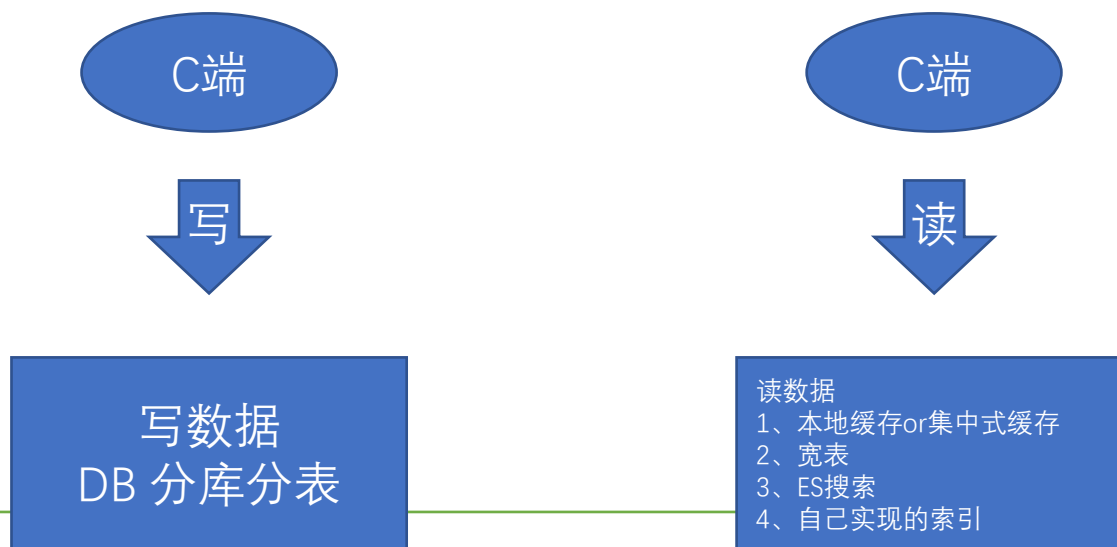 C端
写
写数据
DB 分库分表
C端
读
读数据
1、本地缓存or集中式缓存
2、宽表
3、ES搜索
4、自己实现的索引